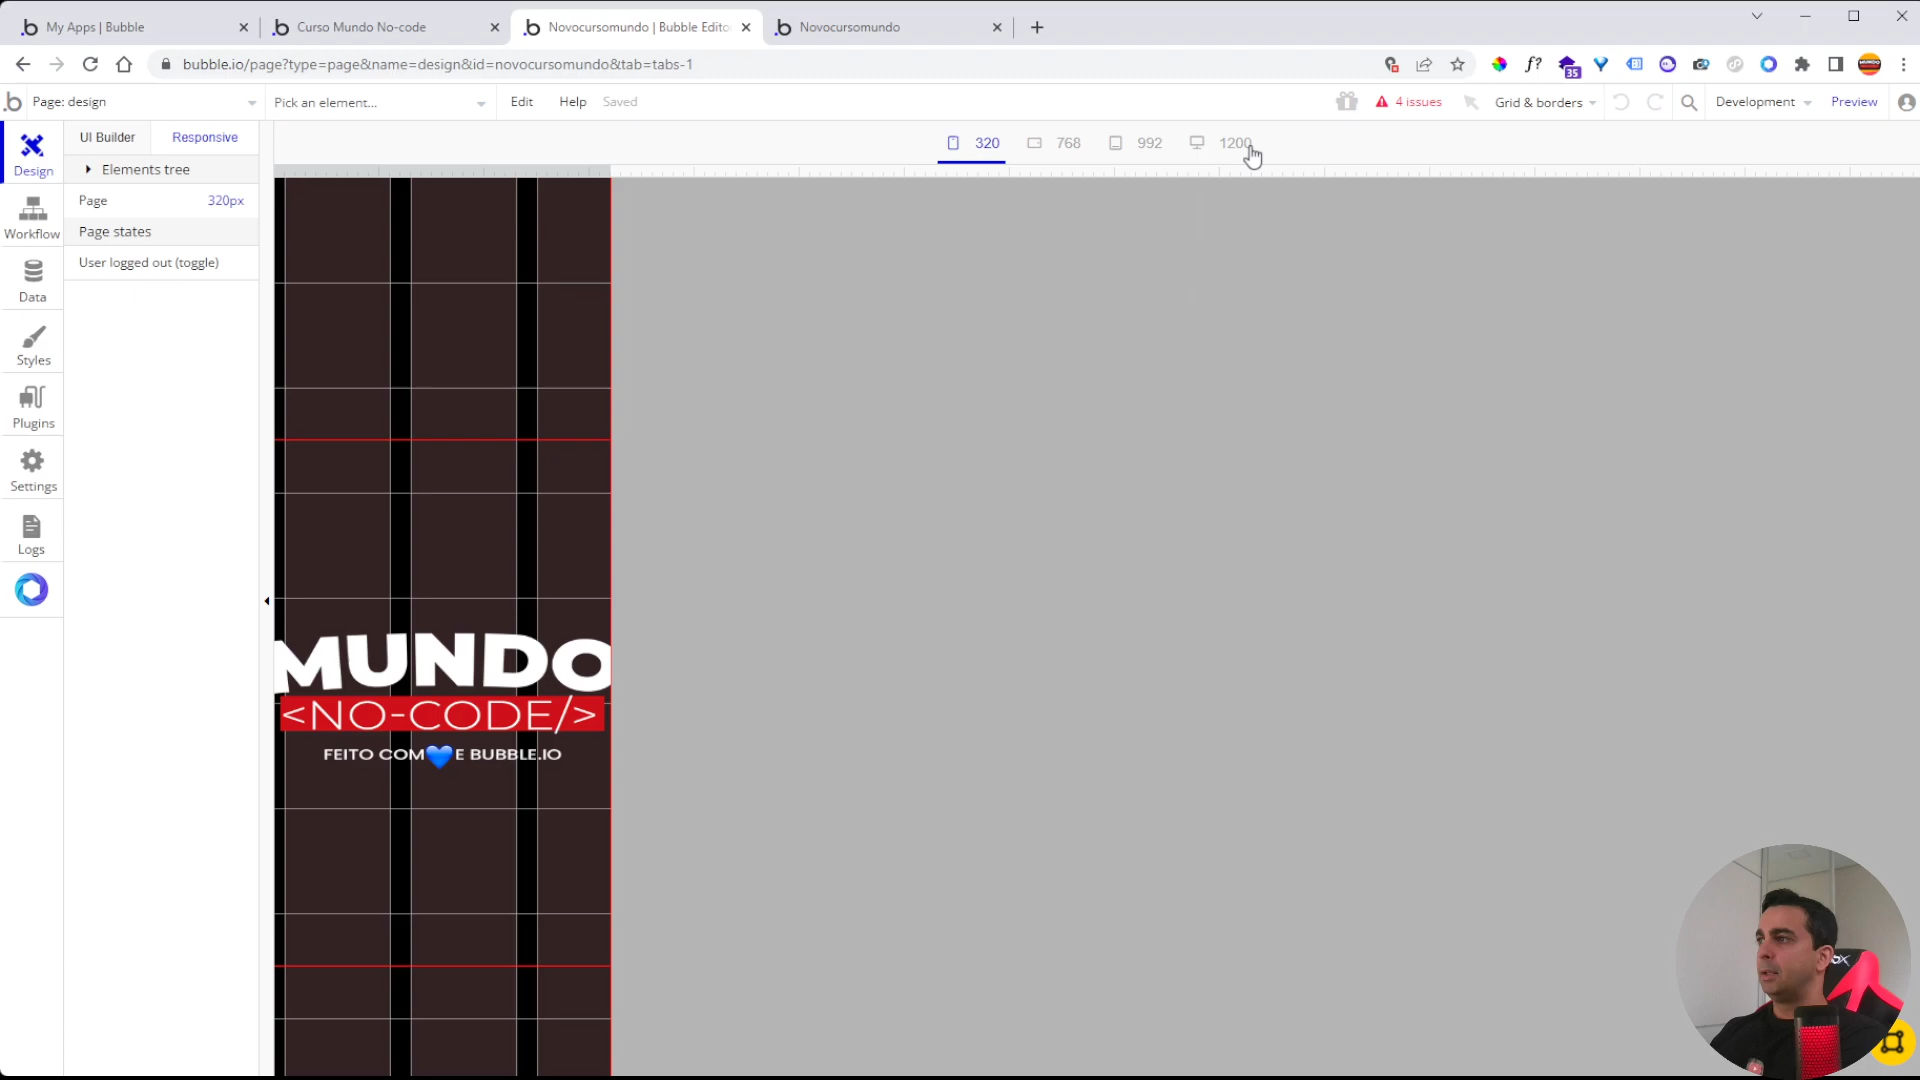 My Apps | Bubble
Curso Mundo No-code
Novocursomundo | Bubble Edito
Novocursomundo
bubble.io/page?type=page&name=design&id=novocursomundo&tab=tabs-1
f?
35
Page: design
Pick an element...
Edit
Help
Saved
4 issues
Grid & borders
Development
Preview
UI Builder
Responsive
320
768
992
1200
Design
Elements tree
Page
320px
Page states
User logged out (toggle)
Workflow
Data
Styles
Plugins
Settings
Logs
MUNDO
<NO-CODE/>
FEITO COM💙E BUBBLE.IO